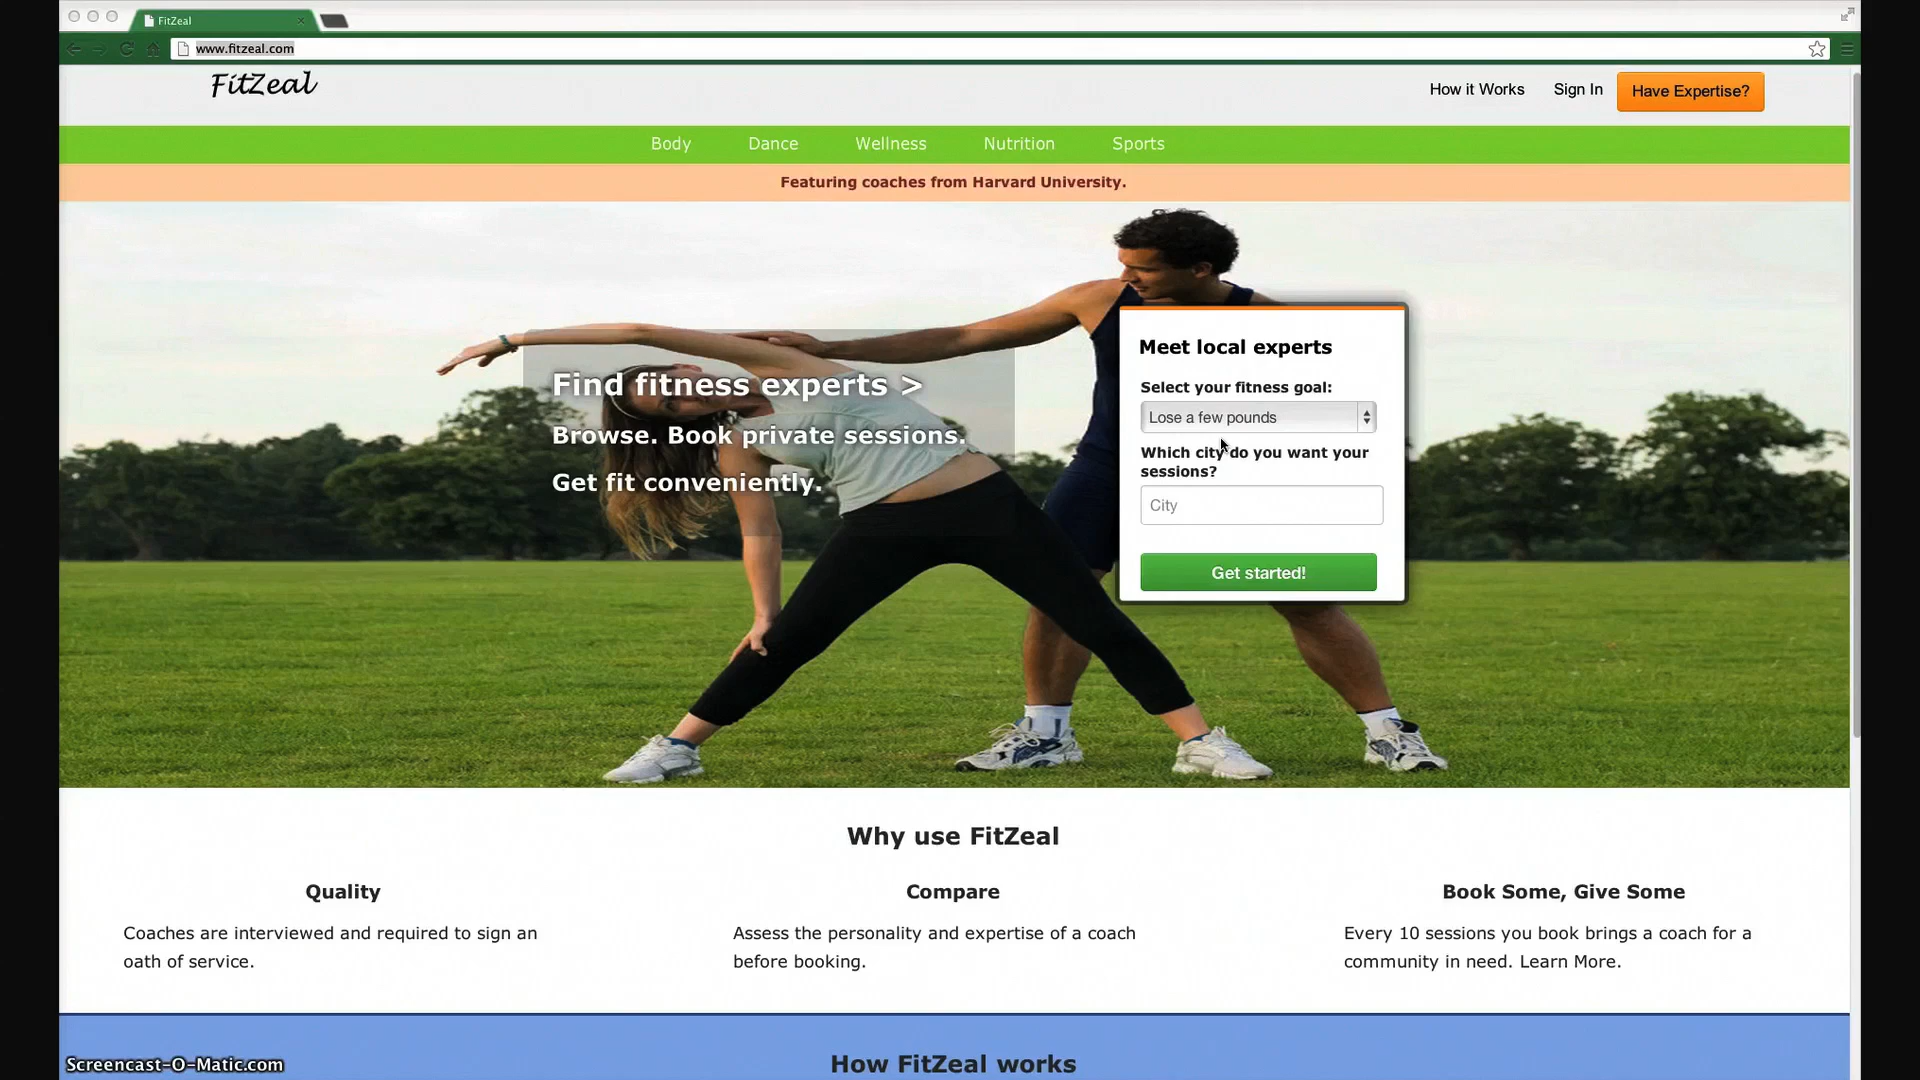 FitZeal
www.fitzeal.com
FitZeal
How it Works
Sign In
Have Expertise?
Body
Dance
Wellness
Nutrition
Sports
Featuring coaches from Harvard University.
Find fitness experts >
Browse. Book private sessions.
Get fit conveniently.
Meet local experts
Select your fitness goal:
Lose a few pounds
Which city do you want your
sessions?
City
Get started!
Why use FitZeal
Quality
Coaches are interviewed and required to sign an
oath of service.
Compare
Assess the personality and expertise of a coach
before booking.
Book Some, Give Some
Every 10 sessions you book brings a coach for a
community in need. Learn More.
How FitZeal works
Screencast-O-Matic.com